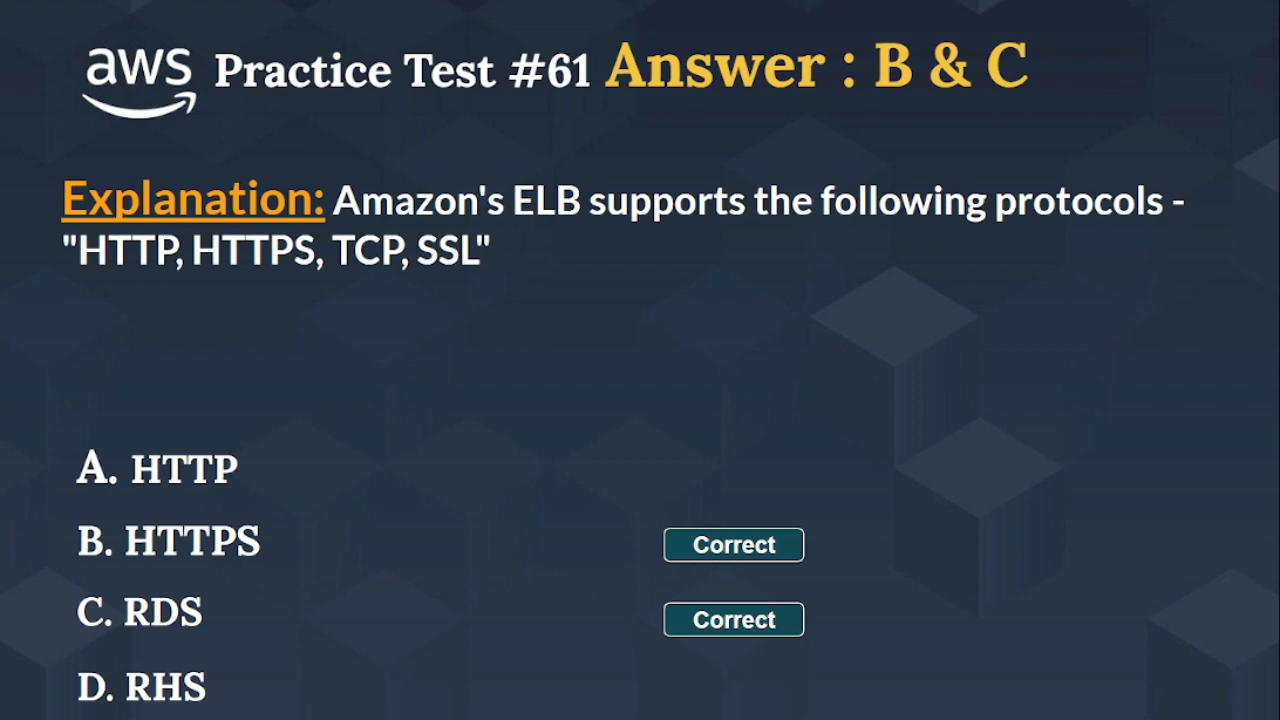 aws Practice Test #61 Answer : B & C
Explanation: Amazon's ELB supports the following protocols -
"HTTP, HTTPS, TCP, SSL"
A. HTTP
B. HTTPS Correct
C. RDS Correct
D. RHS